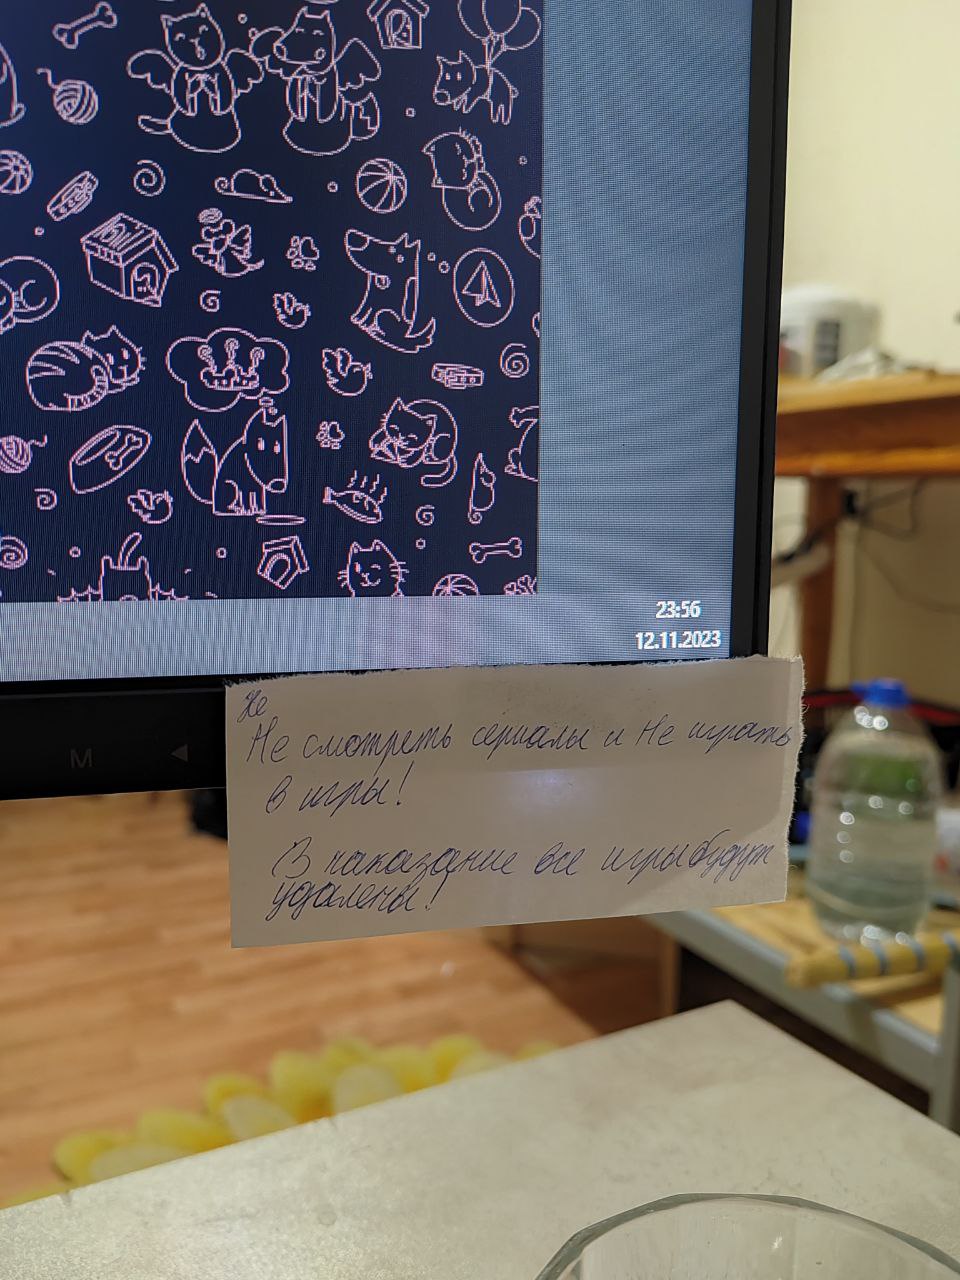 23:56
12.11.2023
Не
Не смотреть сериалы и Не играть
в игры!
В наказание все игры будут
удалены!
M